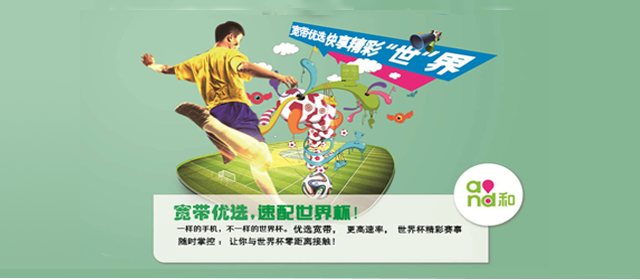 宽带优选 快享精彩“世”界
and和
宽带优选,速配世界杯!
一样的手机,不一样的世界杯。优选宽带, 更高速率, 世界杯精彩赛事
随时掌控: 让你与世界杯零距离接触!